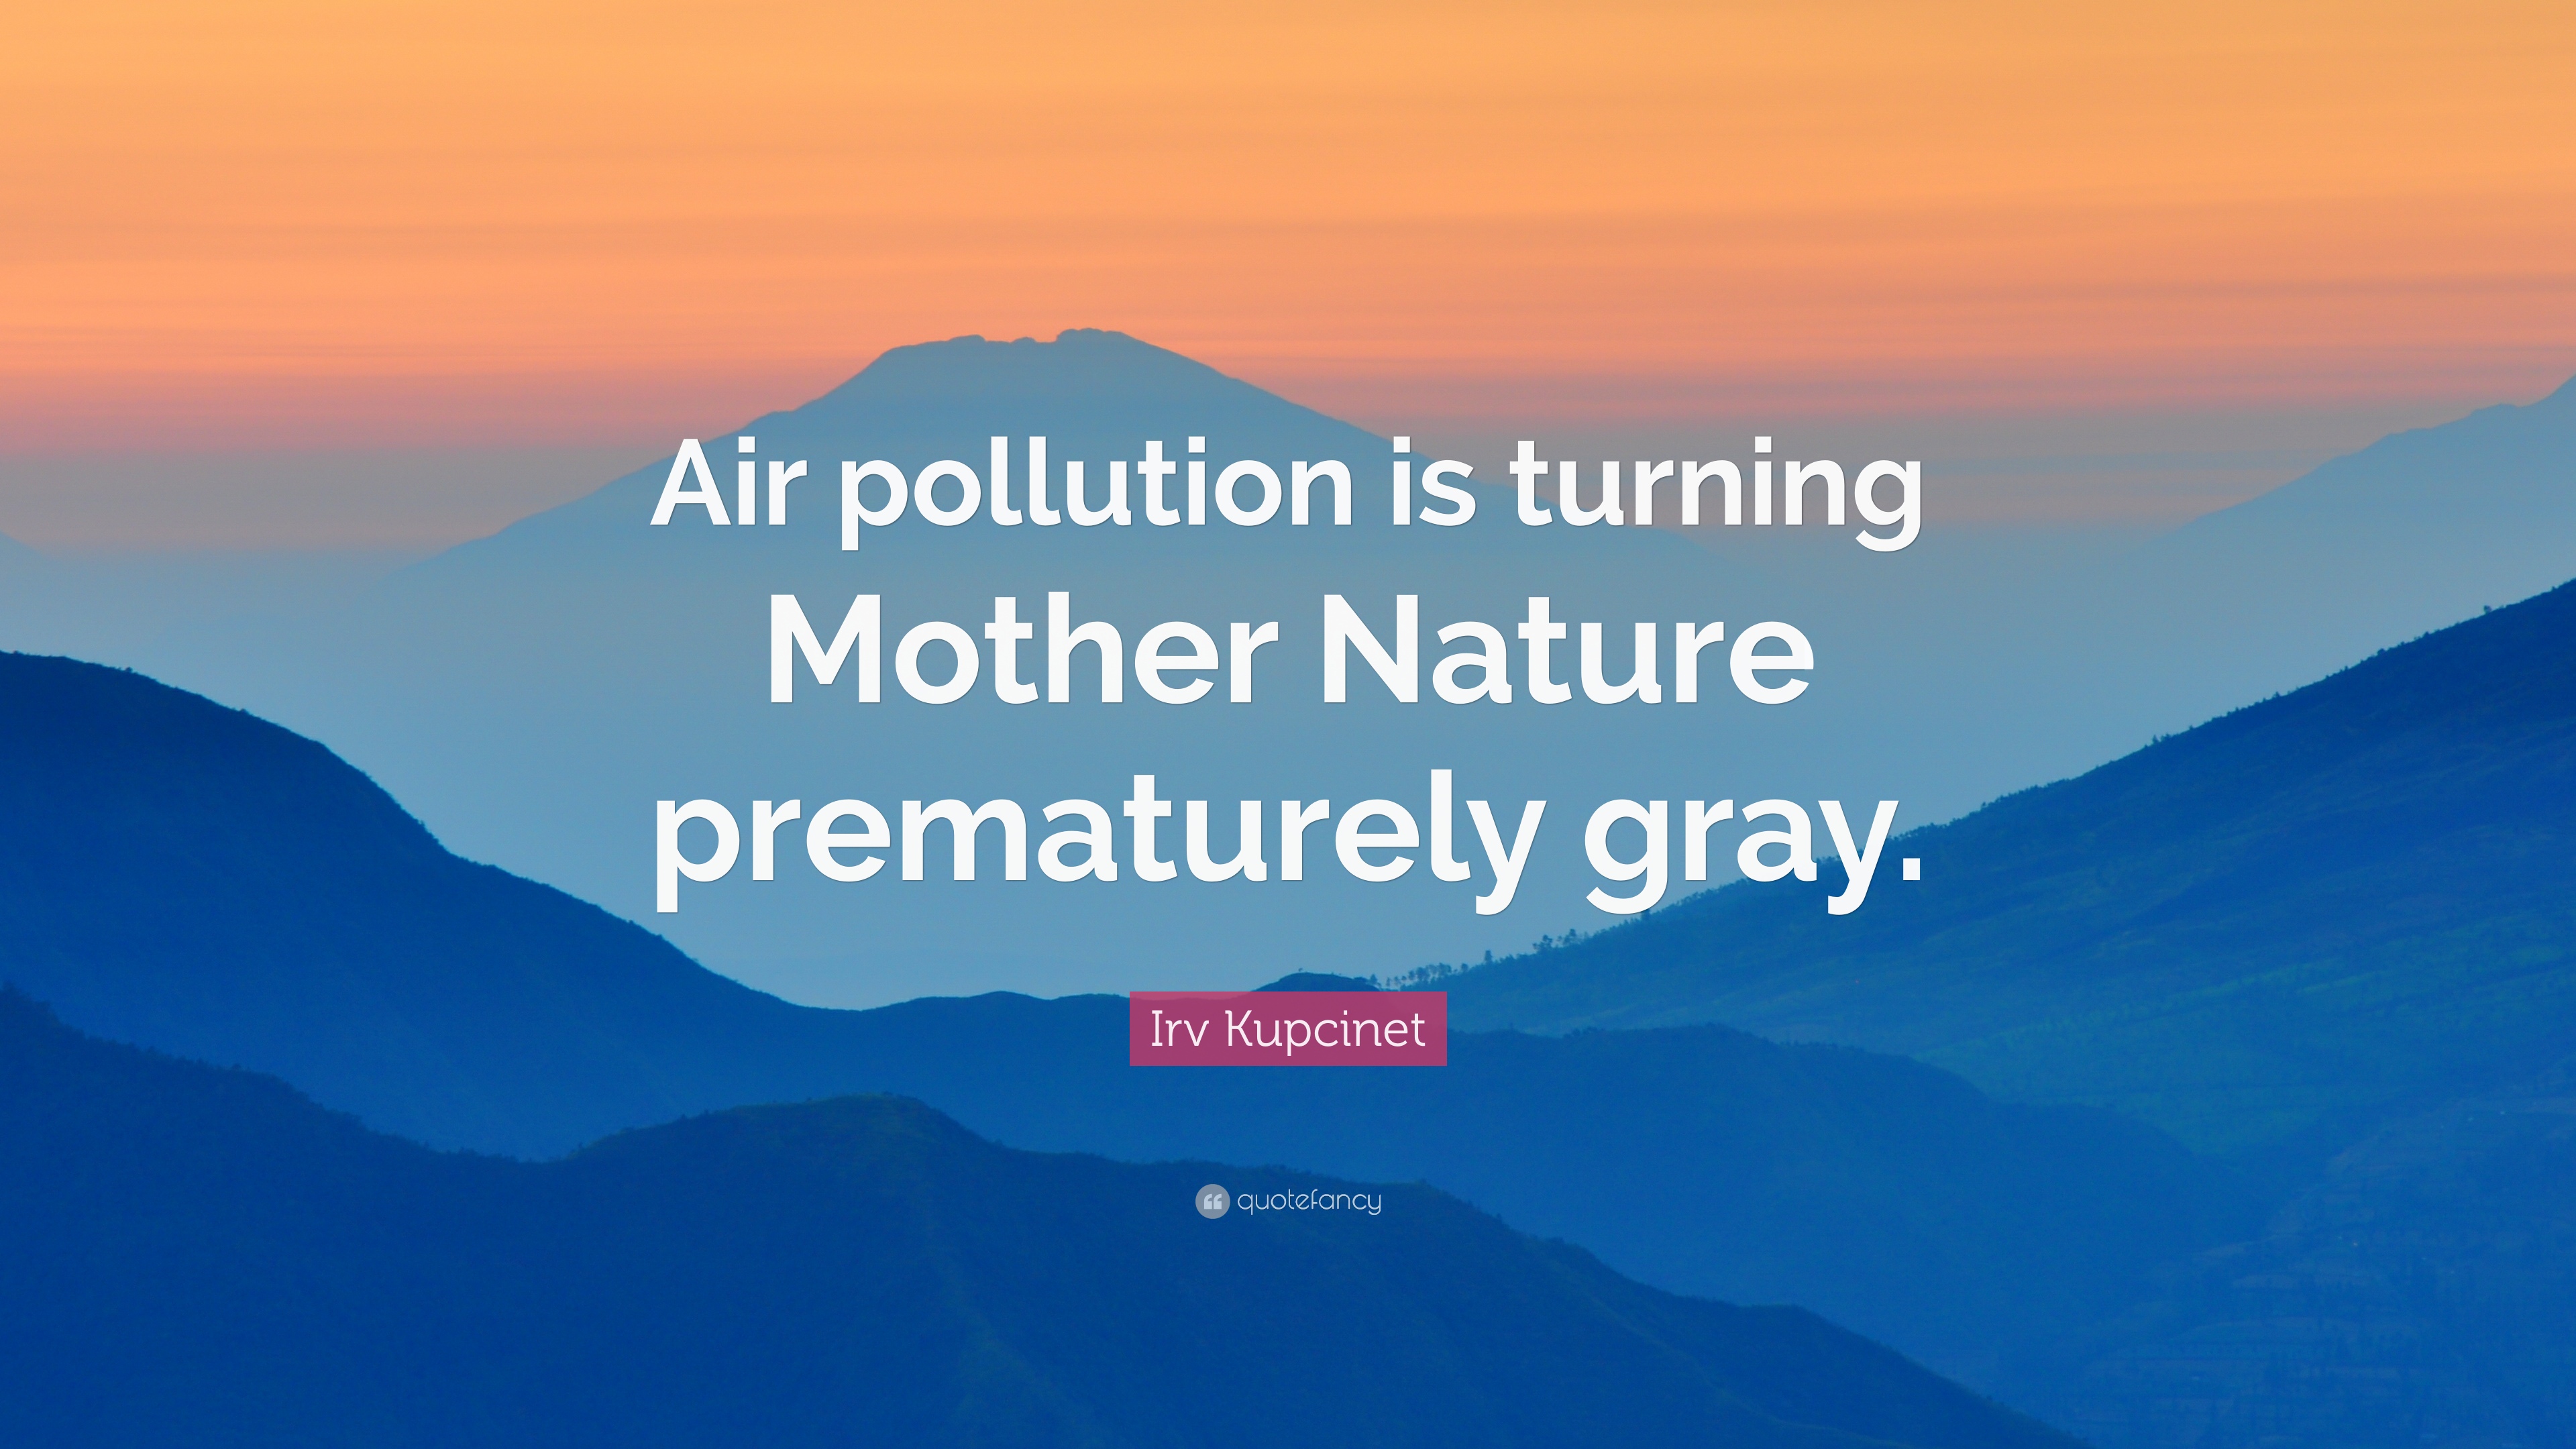 Air pollution is turning
Mother Nature
prematurely gray.
Irv Kupcinet
quotefancy